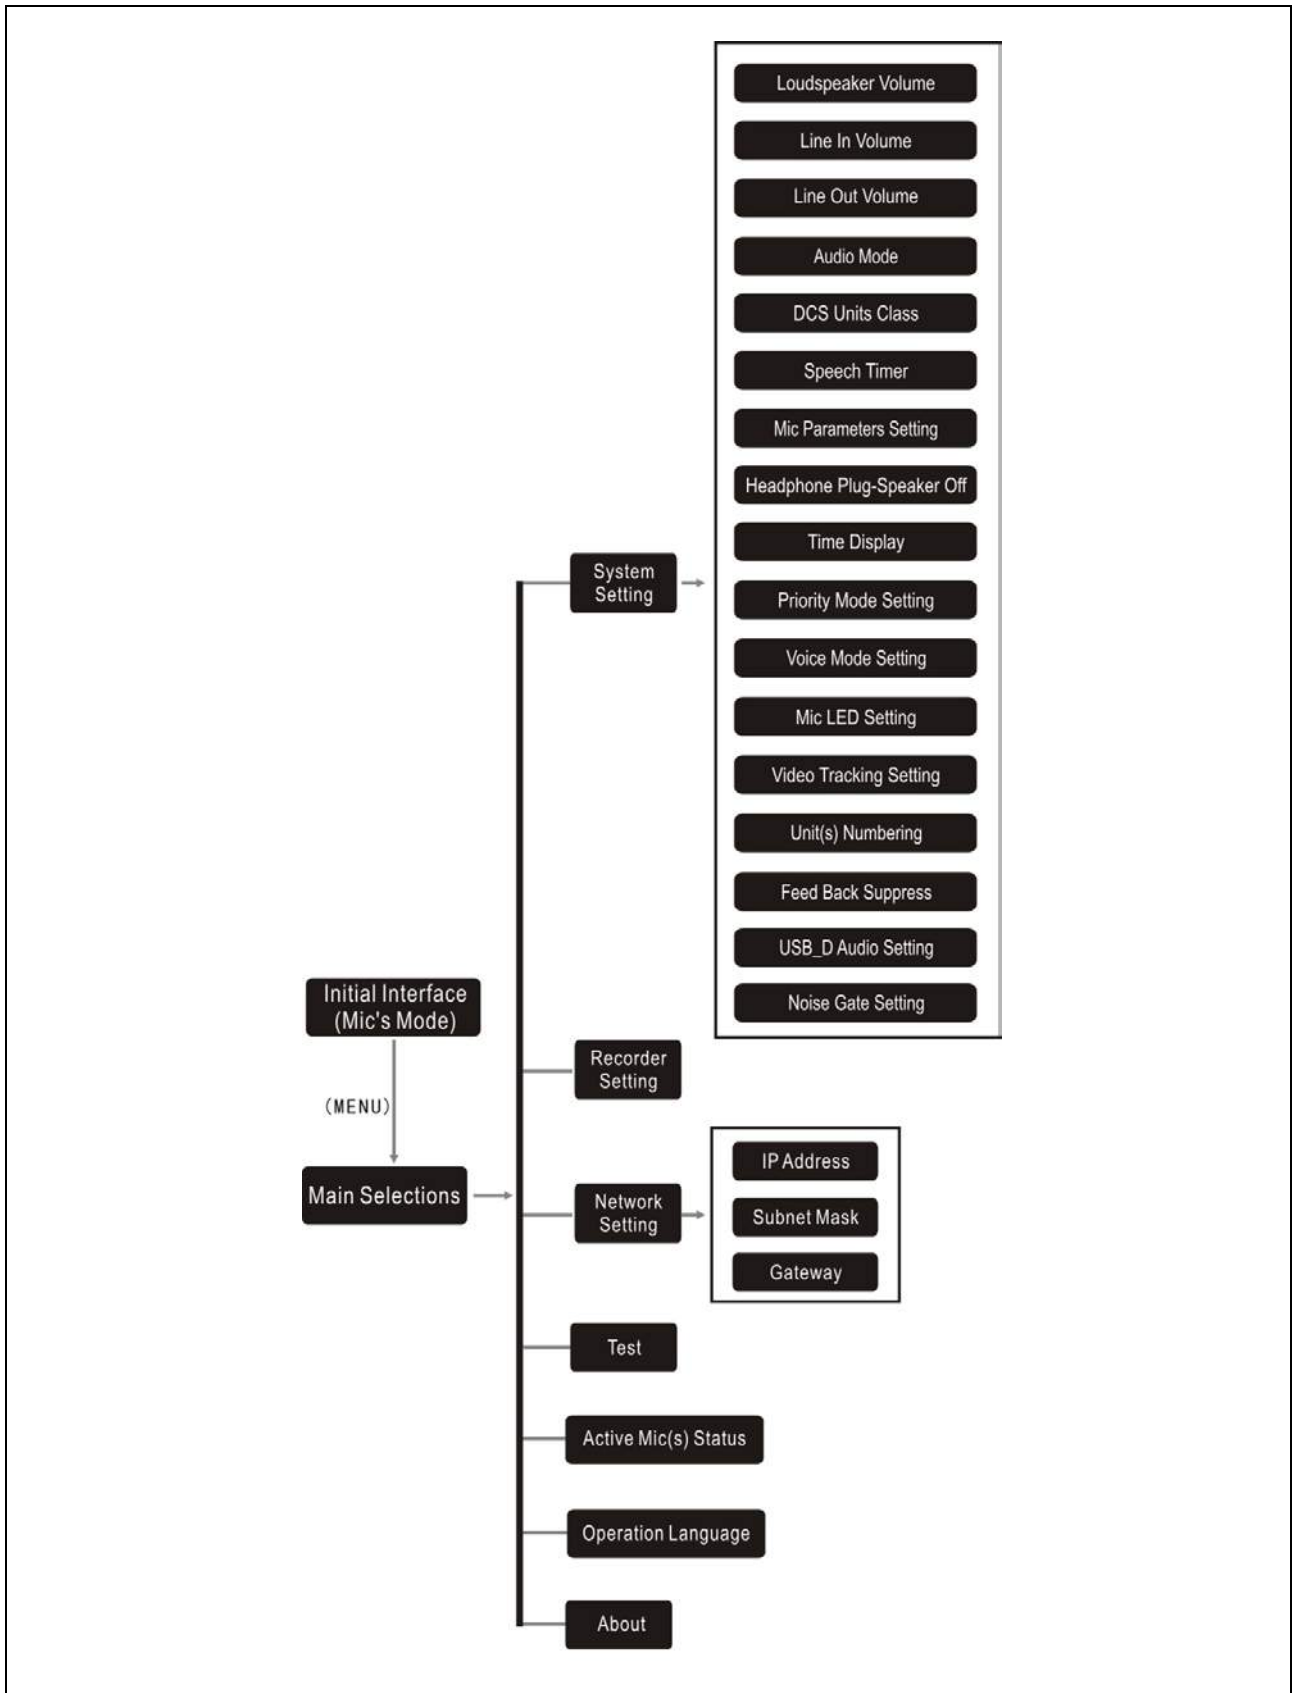 Loudspeaker Volume
Line In Volume
Line Out Volume
Audio Mode
DCS Units Class
Speech Timer
Mic Parameters Setting
Headphone Plug-Speaker Off
Time Display
Priority Mode Setting
Voice Mode Setting
Mic LED Setting
Video Tracking Setting
Unit(s) Numbering
Feed Back Suppress
USB_D Audio Setting
Noise Gate Setting
System
Setting
Initial Interface
(Mic's Mode)
(MENU)
Main Selections
Recorder
Setting
Network
Setting
IP Address
Subnet Mask
Gateway
Test
Active Mic(s) Status
Operation Language
About